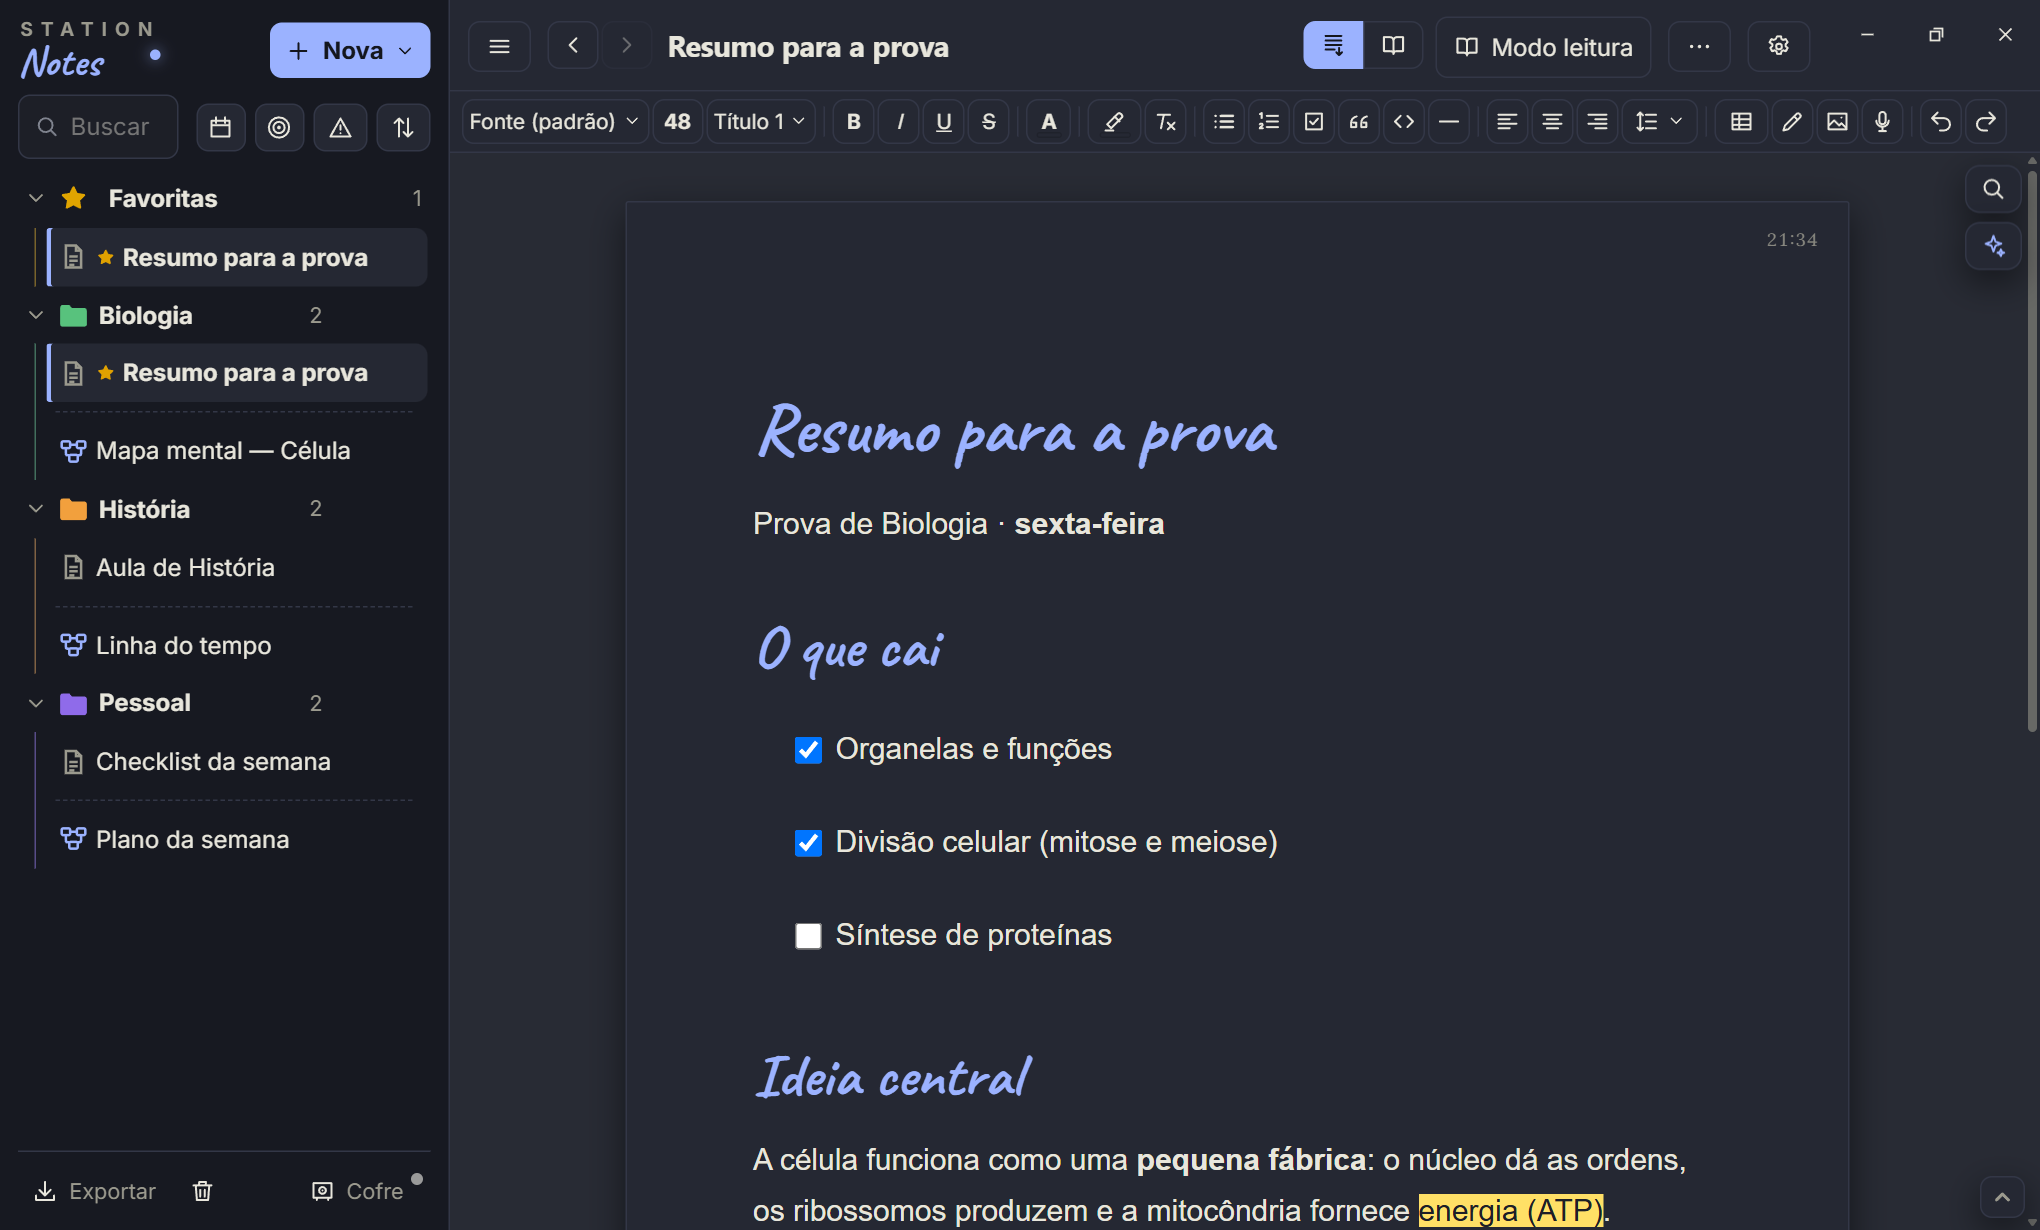 STATION
Notes
Nova
Buscar
Favoritas 1
Resumo para a prova
Biologia 2
Resumo para a prova
Mapa mental — Célula
História 2
Aula de História
Linha do tempo
Pessoal 2
Checklist da semana
Plano da semana
Exportar
Cofre
Resumo para a prova
Modo leitura
Fonte (padrão) 48 Título 1 B I U S A
21:34
Resumo para a prova
Prova de Biologia · sexta-feira
O que cai
Organelas e funções
Divisão celular (mitose e meiose)
Síntese de proteínas
Ideia central
A célula funciona como uma pequena fábrica: o núcleo dá as ordens,
os ribossomos produzem e a mitocôndria fornece energia (ATP).